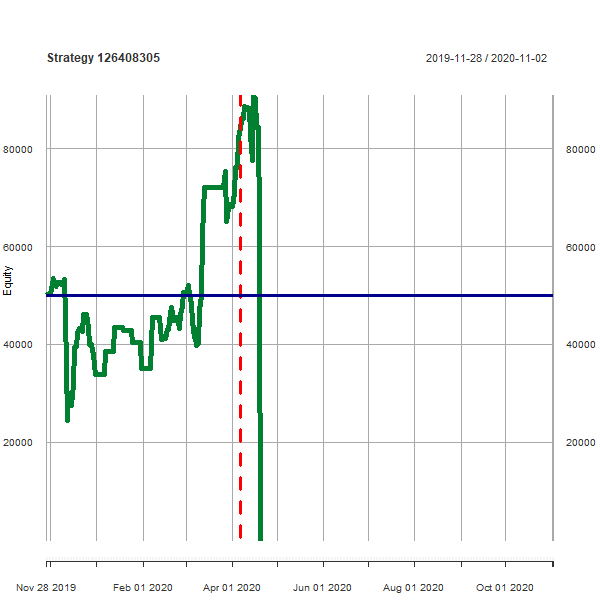 Strategy 126408305
2019-11-28 / 2020-11-02
80000
80000
60000
60000
Equity
40000
40000
20000
20000
Nov 28 2019
Feb 01 2020
Apr 01 2020
Jun 01 2020
Aug 01 2020
Oct 01 2020